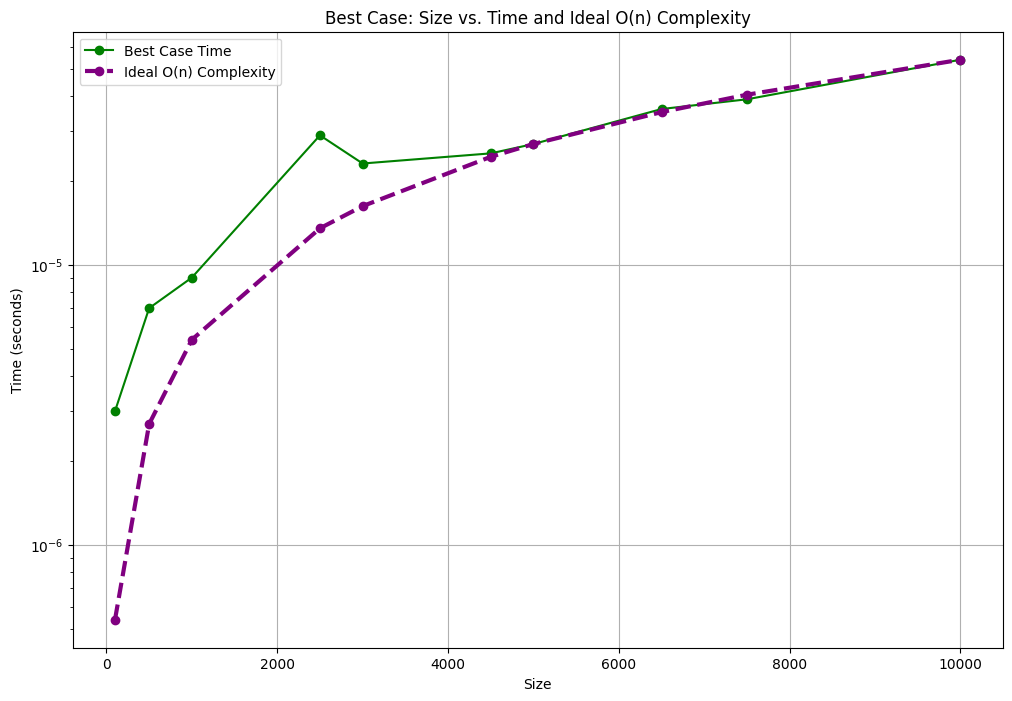 Best Case: Size vs. Time and Ideal O(n) Complexity
Best Case Time
Ideal O(n) Complexity
Time (seconds)
10⁻⁵
10⁻⁶
0 2000 4000 6000 8000 10000
Size